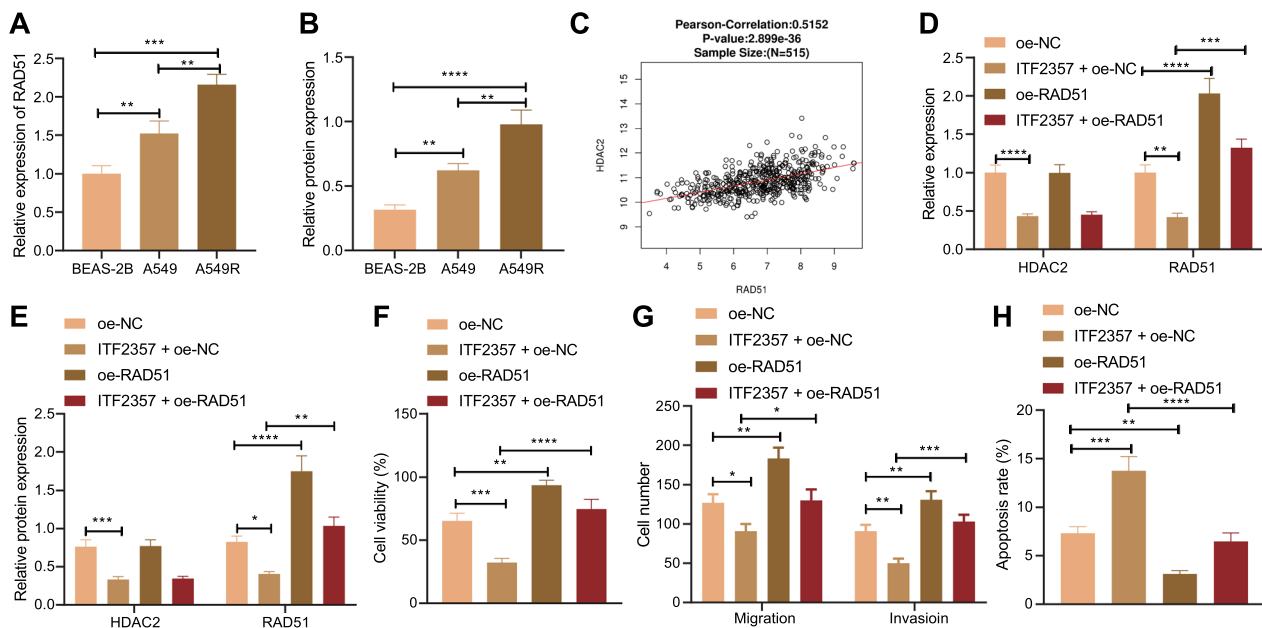 A
Relative expression of RAD51
2.5
2.0
1.5
1.0
0.5
0.0
***
**
**
BEAS-2B A549 A549R
B
Relative protein expression
1.5
1.0
0.5
0.0
****
**
**
BEAS-2B A549 A549R
C
Pearson-Correlation:0.5152
P-value:2.899e-36
Sample Size:(N=515)
HDAC2
15
14
13
12
11
10
9
4 5 6 7 8 9
RAD51
D
oe-NC
ITF2357 + oe-NC
oe-RAD51
ITF2357 + oe-RAD51
Relative expression
2.5
2.0
1.5
1.0
0.5
0.0
***
****
****
**
HDAC2 RAD51
E
oe-NC
ITF2357 + oe-NC
oe-RAD51
ITF2357 + oe-RAD51
Relative protein expression
2.5
2.0
1.5
1.0
0.5
0.0
**
****
***
*
HDAC2 RAD51
F
oe-NC
ITF2357 + oe-NC
oe-RAD51
ITF2357 + oe-RAD51
Cell viability (%)
150
100
50
0
****
**
***
G
oe-NC
ITF2357 + oe-NC
oe-RAD51
ITF2357 + oe-RAD51
Cell number
250
200
150
100
50
0
*
**
*
***
**
**
Migration Invasioin
H
oe-NC
ITF2357 + oe-NC
oe-RAD51
ITF2357 + oe-RAD51
Apoptosis rate (%)
20
15
10
5
0
****
**
***